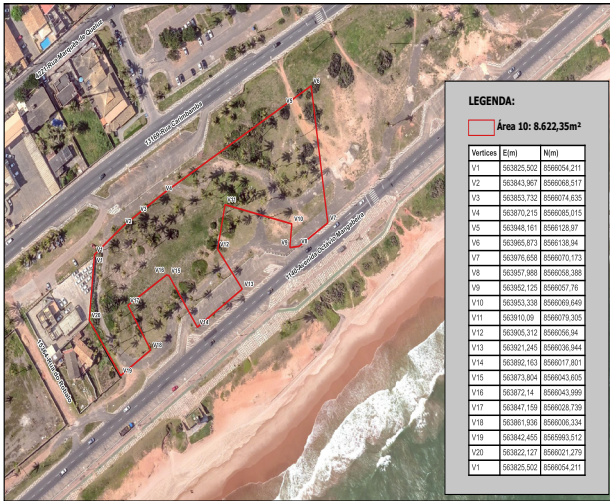 LEGENDA:
Área 10: 8.622,35m²
Vertices E(m) N(m)
V1 563825,502 8566054,211
V2 563843,967 8566068,517
V3 563853,732 8566074,635
V4 563870,215 8566085,015
V5 563948,161 8566128,97
V6 563965,873 8566138,94
V7 563976,658 8566070,173
V8 563957,988 8566058,388
V9 563952,125 8566057,76
V10 563953,338 8566069,649
V11 563910,09 8566079,305
V12 563905,312 8566056,94
V13 563921,245 8566036,944
V14 563892,163 8566017,801
V15 563873,804 8566043,605
V16 563872,14 8566043,999
V17 563847,159 8566028,739
V18 563861,936 8566006,334
V19 563842,455 8565993,512
V20 563822,127 8566021,279
V1 563825,502 8566054,211
13189-Rua Carimbamba
V6
V5
V4
V3
V11
V10
V7
V9
V8
V12
V1
V16
V15
V13
V17
V20
V14
V18
V19